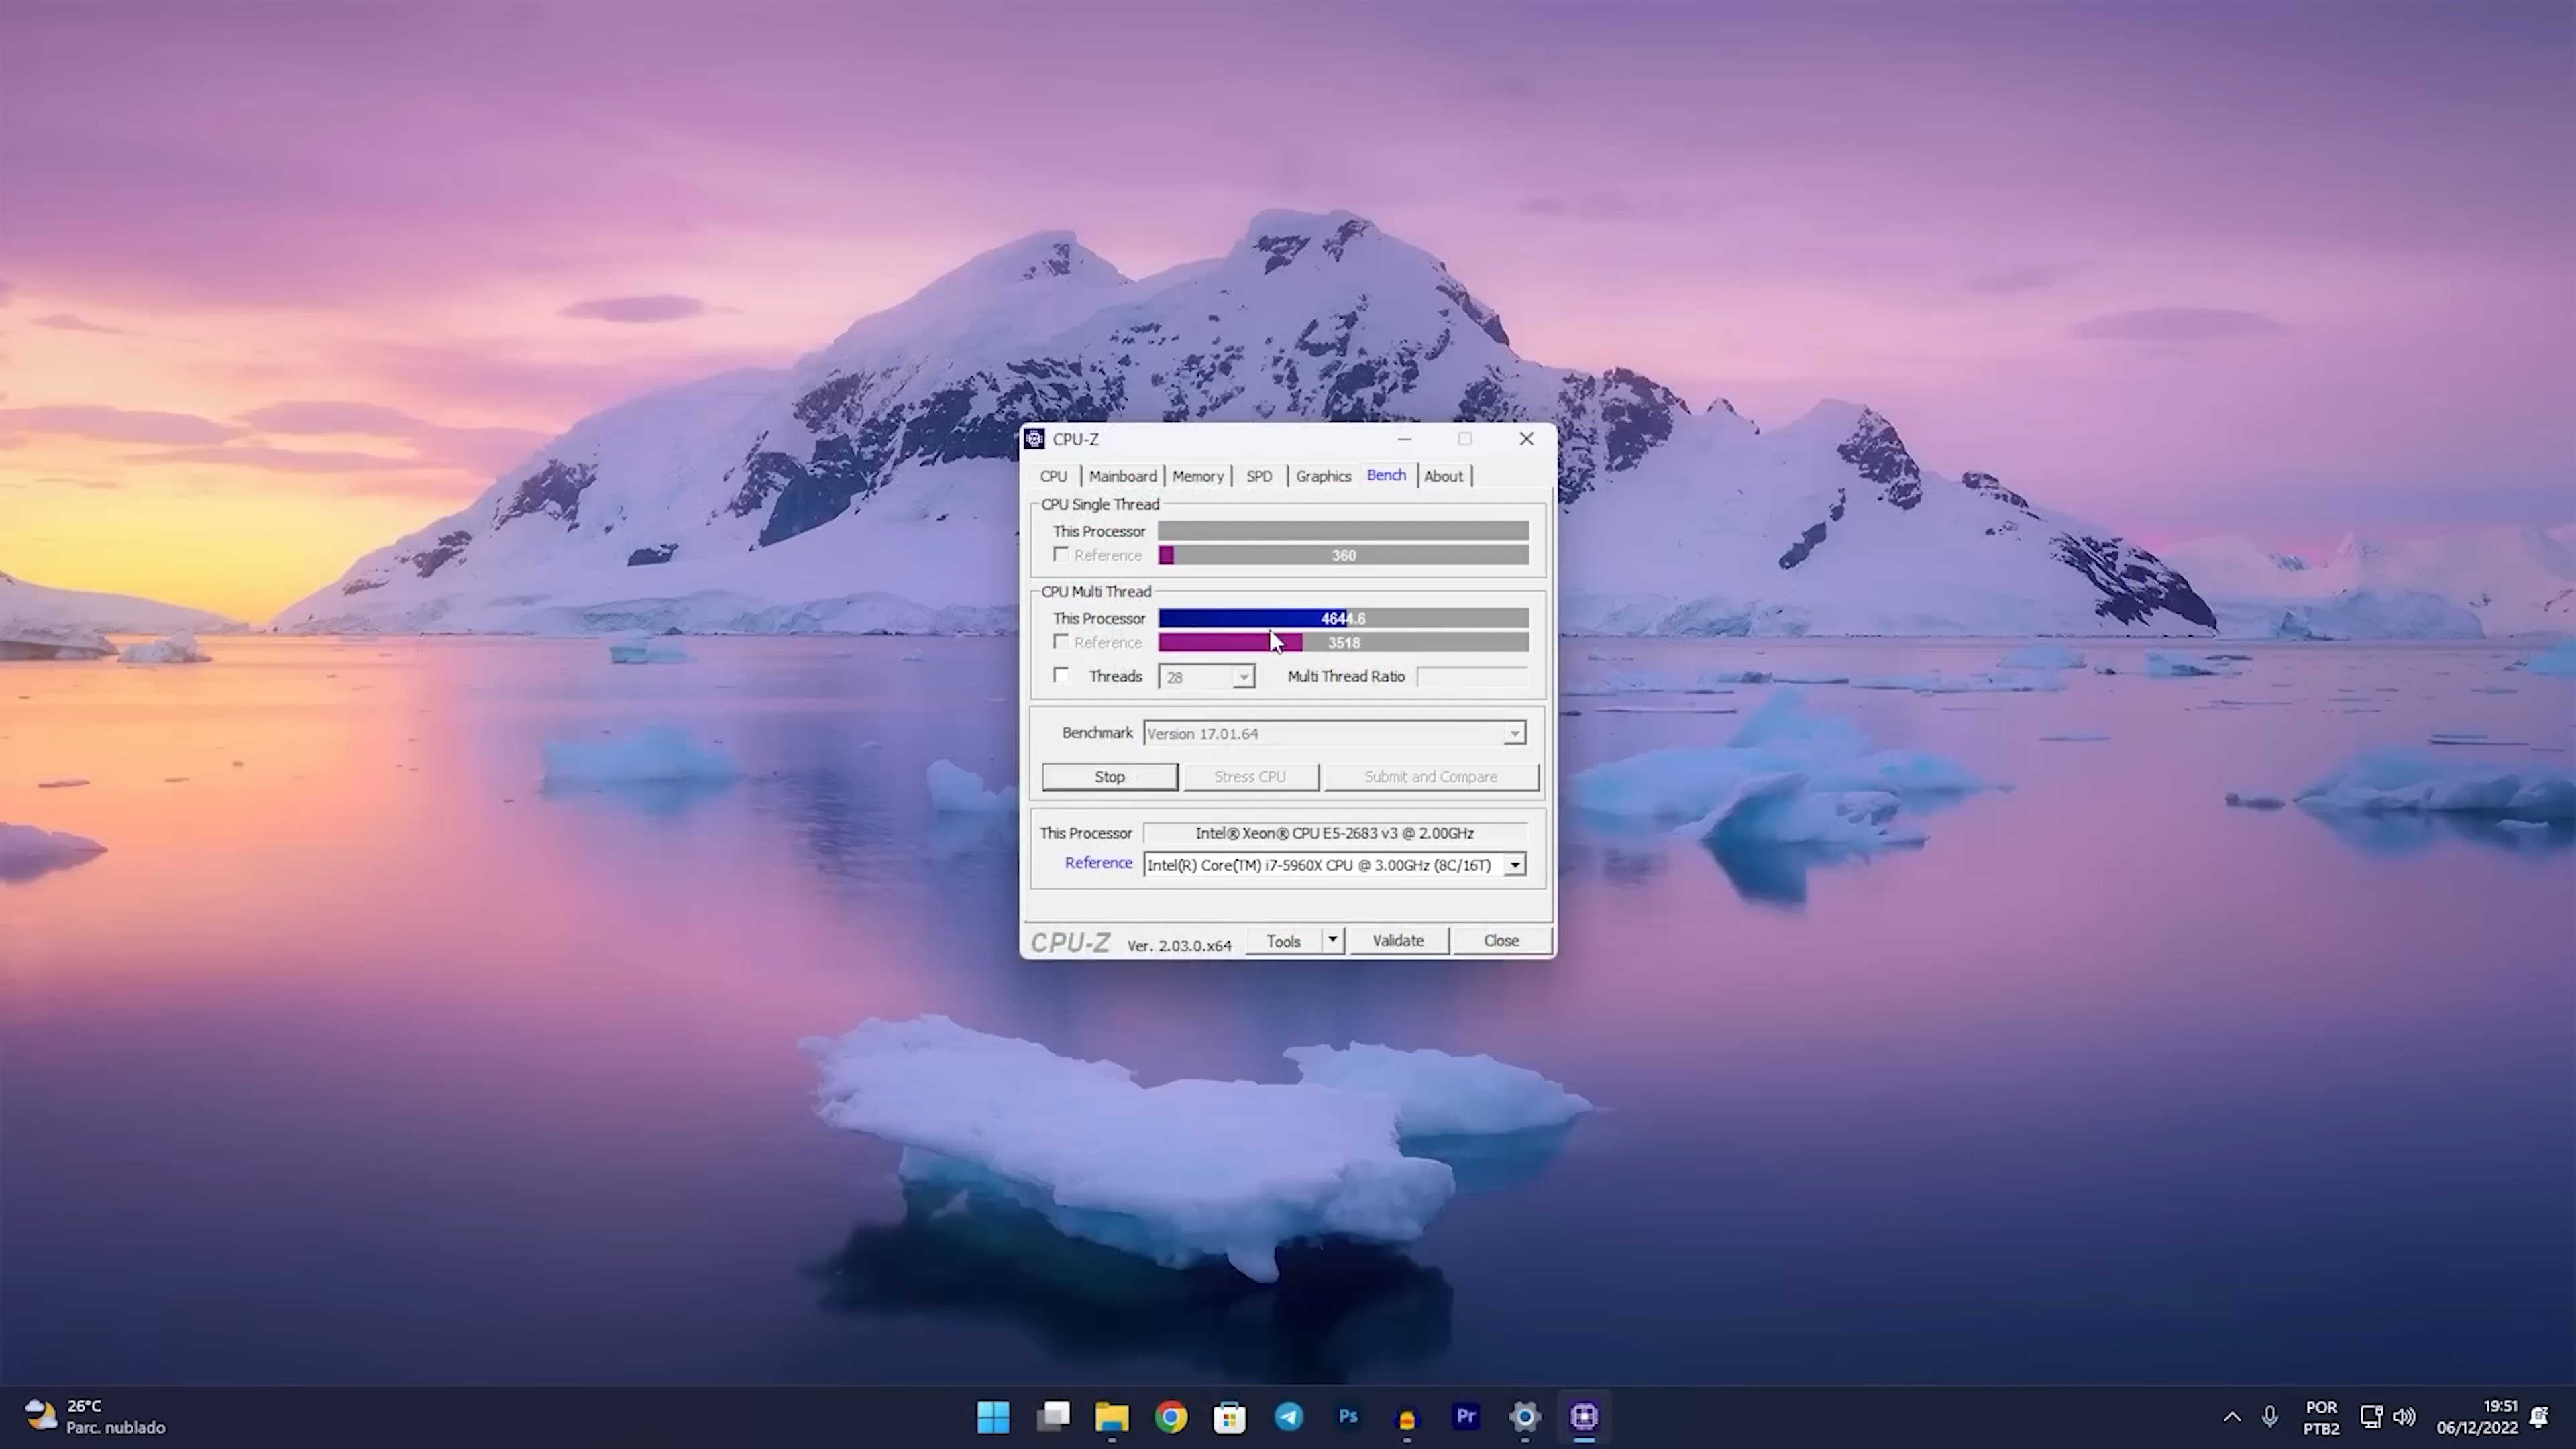 CPU-Z
CPU Mainboard Memory SPD Graphics Bench About
CPU Single Thread
This Processor
Reference 360
CPU Multi Thread
This Processor 4644.6
Reference 3518
Threads 28 Multi Thread Ratio
Benchmark Version 17.01.64
Stop Stress CPU Submit and Compare
This Processor Intel® Xeon® CPU E5-2683 v3 @ 2.00GHz
Reference Intel(R) Core(TM) i7-5960X CPU @ 3.00GHz (8C/16T)
CPU-Z Ver. 2.03.0.x64 Tools Validate Close
26°C
Parc. nublado
Ps
Pr
POR
PTB2
19:51
06/12/2022